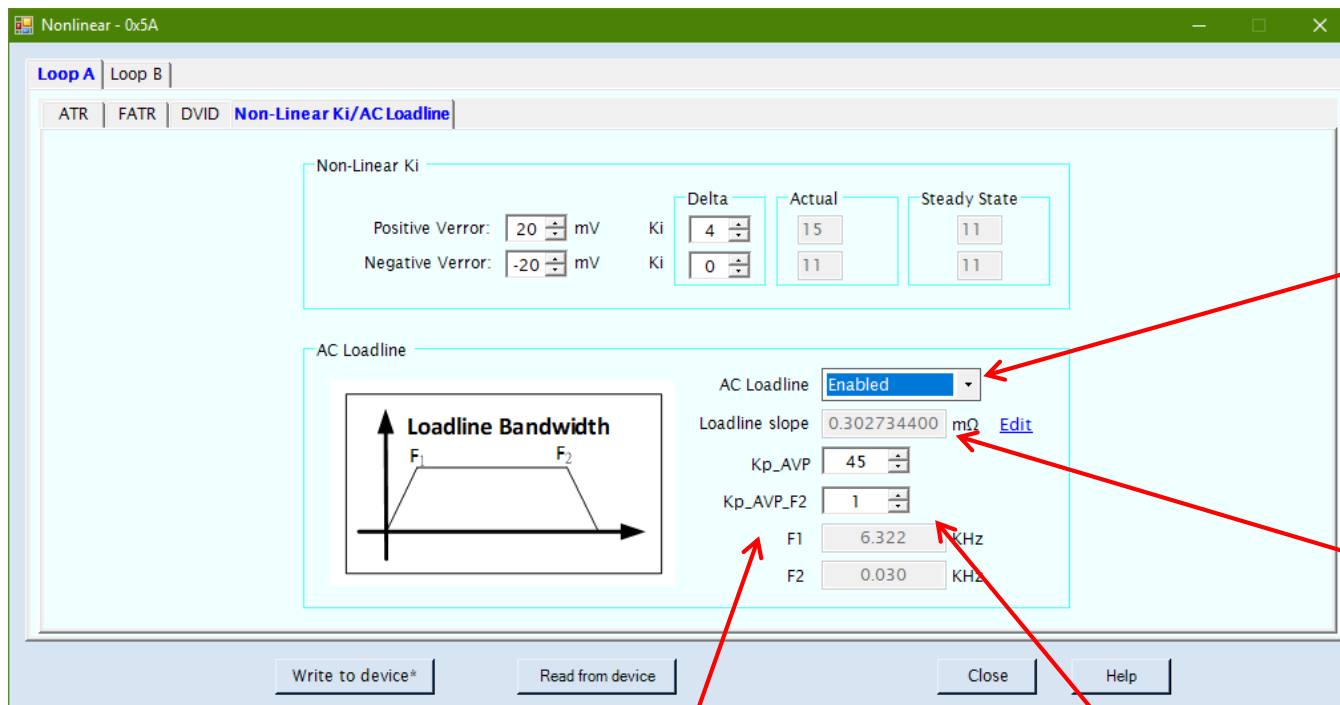 Nonlinear - 0x5A
Loop A Loop B
ATR FATR DVID Non-Linear Ki/AC Loadline
Non-Linear Ki
Delta Actual Steady State
Positive Verror: 20 mV Ki 4 15 11
Negative Verror: -20 mV Ki 0 11 11
AC Loadline
AC Loadline Enabled
Loadline slope 0.302734400 mΩ Edit
Loadline Bandwidth
F1 F2
Kp_AVP 45
Kp_AVP_F2 1
F1 6.322 KHz
F2 0.030 KHz
Write to device* Read from device Close Help